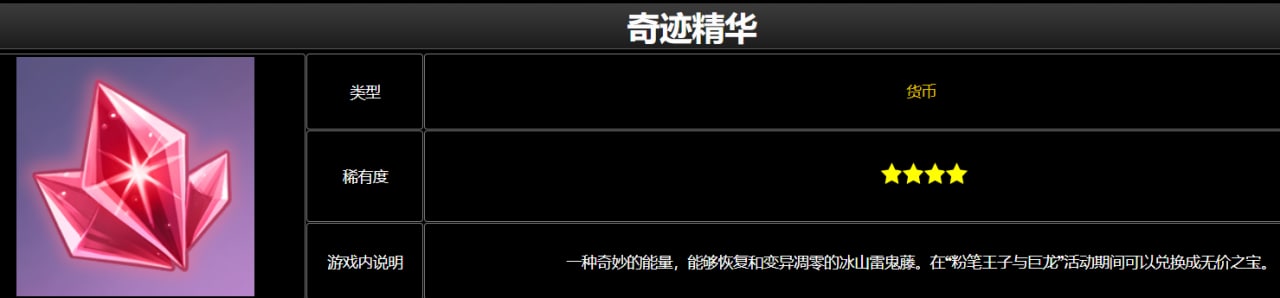 奇迹精华
类型
货币
稀有度
游戏内说明
一种奇妙的能量，能够恢复和变异凋零的冰山雷鬼藤。在“粉笔王子与巨龙”活动期间可以兑换成无价之宝。